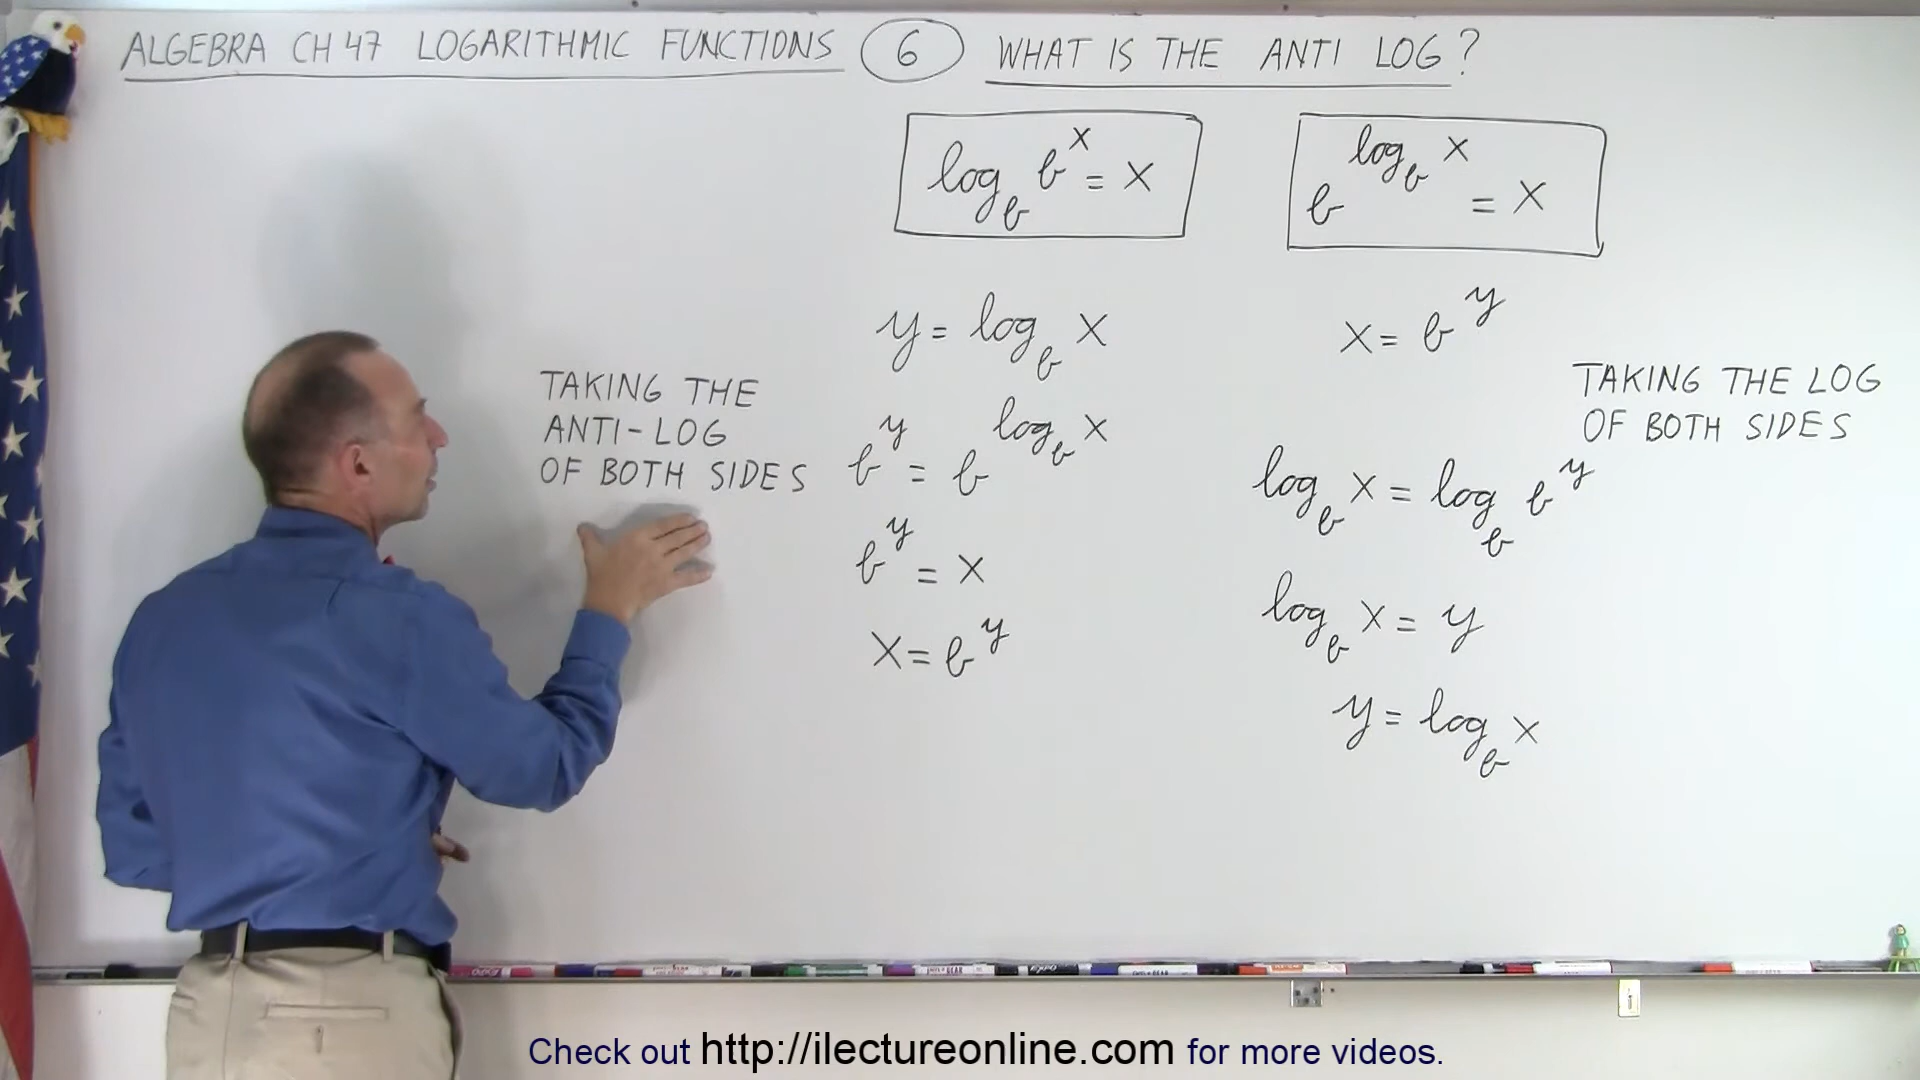 ALGEBRA CH 47 LOGARITHMIC FUNCTIONS 6 WHAT IS THE ANTI LOG?
log_b b^x = x
b^(log_b x) = x
TAKING THE
ANTI-LOG
OF BOTH SIDES
y = log_b x
b^y = b^(log_b x)
b^y = x
x = b^y
x = b^y
TAKING THE LOG
OF BOTH SIDES
log_b x = log_b b^y
log_b x = y
y = log_b x
Check out http://ilectureonline.com for more videos.